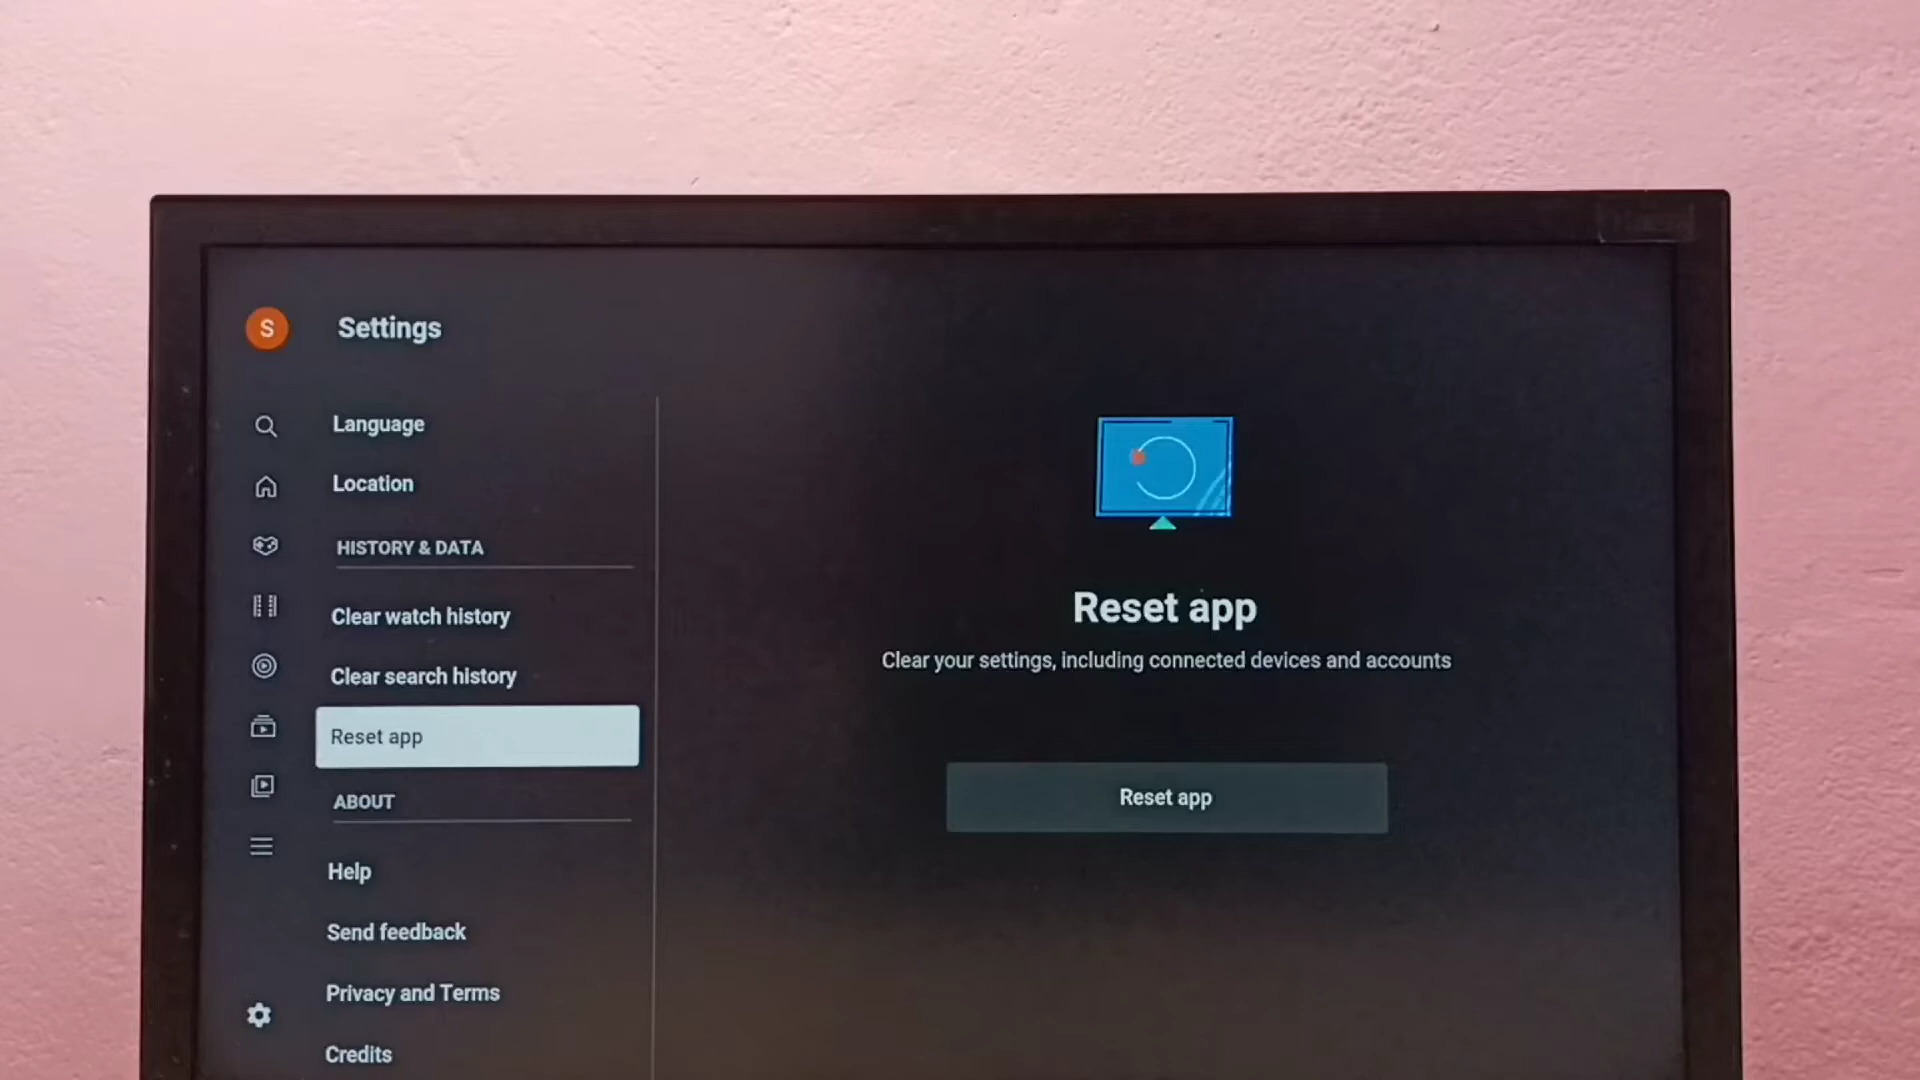 S
Settings
Language
Location
HISTORY & DATA
Clear watch history
Clear search history
Reset app
ABOUT
Help
Send feedback
Privacy and Terms
Credits
Reset app
Clear your settings, including connected devices and accounts
Reset app